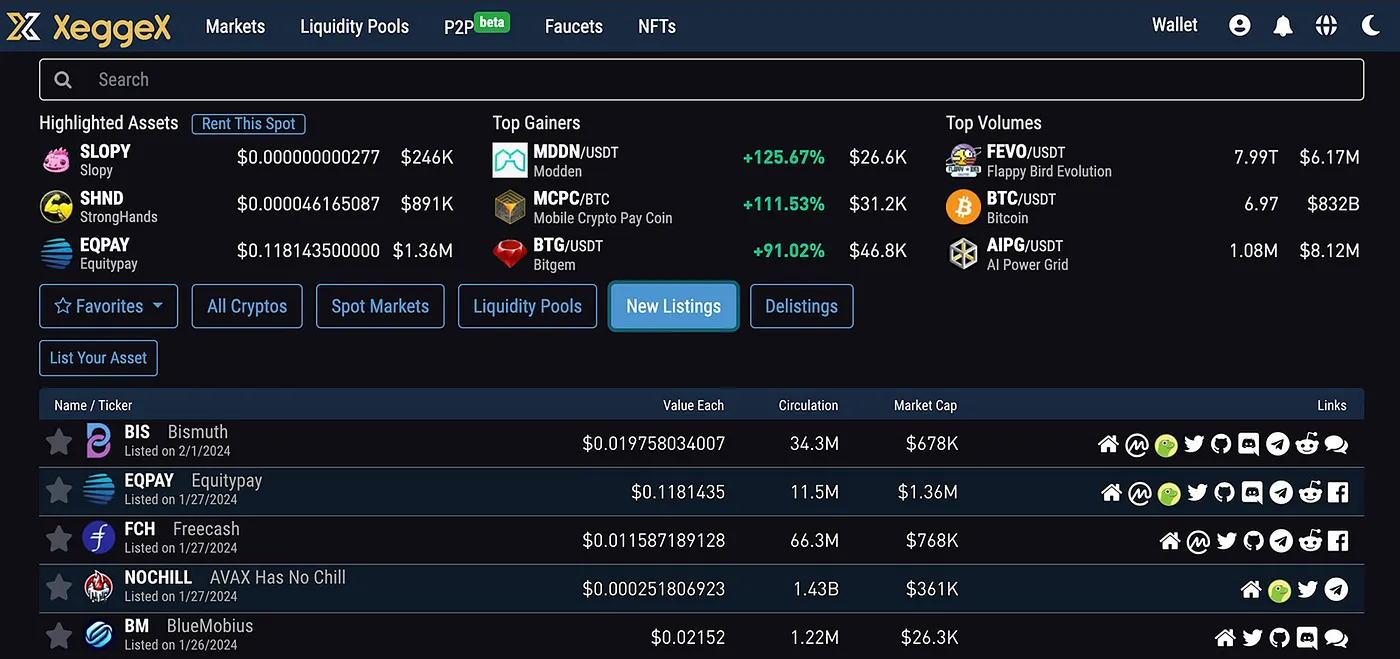 XeggeX Markets Liquidity Pools P2P beta Faucets NFTs Wallet
Search
Highlighted Assets Rent This Spot
SLOPY $0.000000000277 $246K
Slopy
SHND $0.000046165087 $891K
StrongHands
EQPAY $0.118143500000 $1.36M
Equitypay
Top Gainers
MDDN/USDT +125.67% $26.6K
Modden
MCPC/BTC +111.53% $31.2K
Mobile Crypto Pay Coin
BTG/USDT +91.02% $46.8K
Bitgem
Top Volumes
FEVO/USDT 7.99T $6.17M
Flappy Bird Evolution
BTC/USDT 6.97 $832B
Bitcoin
AIPG/USDT 1.08M $8.12M
AI Power Grid
Favorites All Cryptos Spot Markets Liquidity Pools New Listings Delistings
List Your Asset
Name / Ticker Value Each Circulation Market Cap Links
BIS Bismuth $0.019758034007 34.3M $678K
Listed on 2/1/2024
EQPAY Equitypay $0.1181435 11.5M $1.36M
Listed on 1/27/2024
FCH Freecash $0.011587189128 66.3M $768K
Listed on 1/27/2024
NOCHILL AVAX Has No Chill $0.000251806923 1.43B $361K
Listed on 1/27/2024
BM BlueMobius $0.02152 1.22M $26.3K
Listed on 1/26/2024